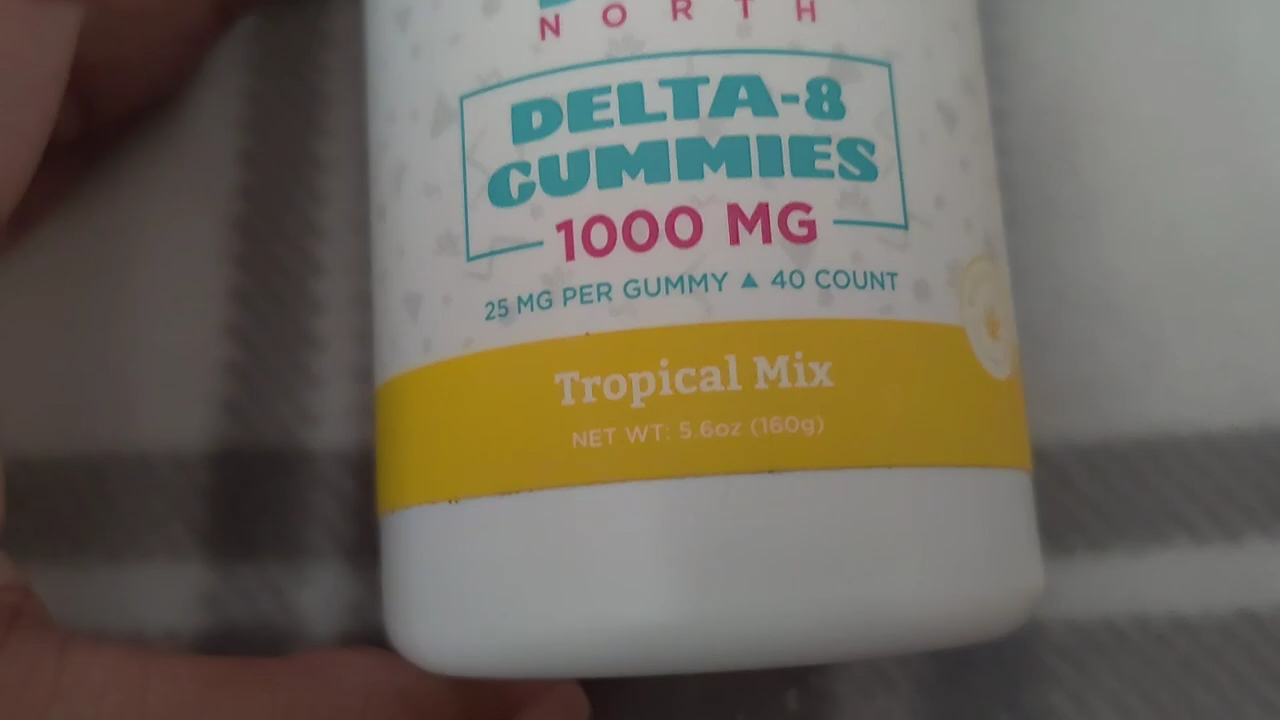 NORTH
DELTA-8
GUMMIES
1000 MG
25 MG PER GUMMY ▲ 40 COUNT
Tropical Mix
NET WT: 5.6oz (160g)